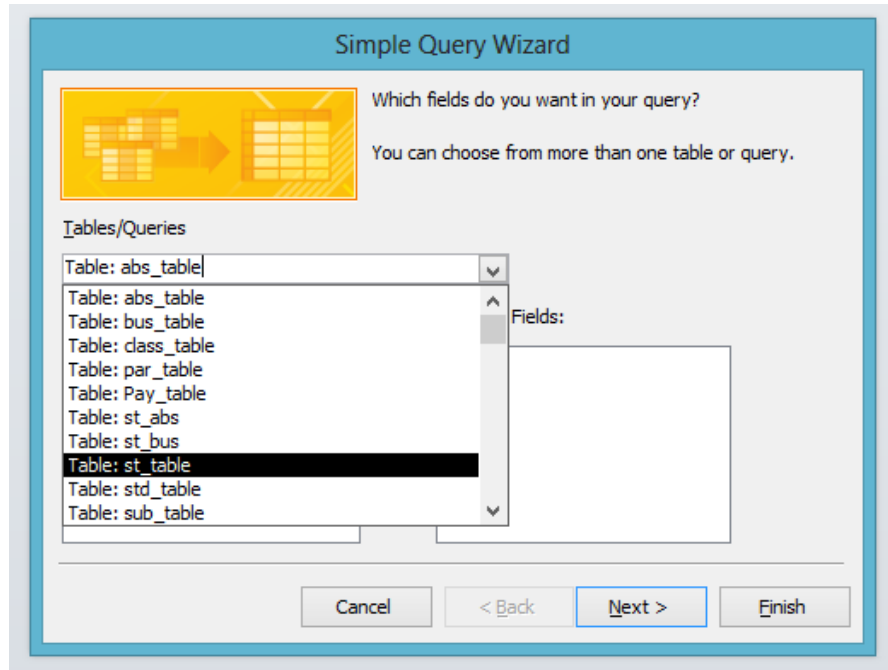 Simple Query Wizard
Which fields do you want in your query?
You can choose from more than one table or query.
Tables/Queries
Table: abs_table
Table: abs_table
Table: bus_table
Table: class_table
Table: par_table
Table: Pay_table
Table: st_abs
Table: st_bus
Table: st_table
Table: std_table
Table: sub_table
Fields:
Cancel
< Back
Next >
Finish